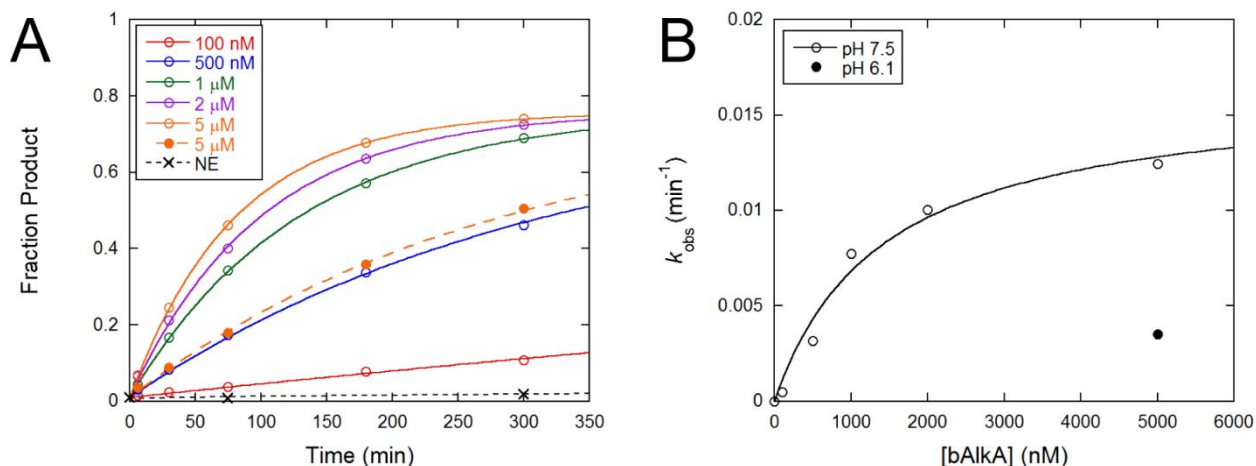 A
1
0.8
0.6
0.4
0.2
0
Fraction Product
100 nM
500 nM
1 μM
2 μM
5 μM
5 μM
NE
0 50 100 150 200 250 300 350
Time (min)
B
0.02
0.015
0.01
0.005
0
kobs (min-1)
pH 7.5
pH 6.1
0 1000 2000 3000 4000 5000 6000
[bAlkA] (nM)